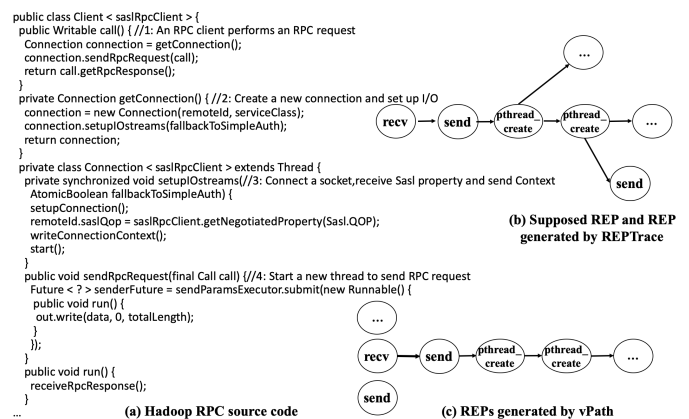 public class Client < saslRpcClient > {
public Writable call() { //1: An RPC client performs an RPC request
Connection connection = getConnection();
connection.sendRpcRequest(call);
return call.getRpcResponse();
}
private Connection getConnection() { //2: Create a new connection and set up I/O
connection = new Connection(remoteId, serviceClass);
connection.setupIOstreams(fallbackToSimpleAuth);
return connection;
}
private class Connection < saslRpcClient > extends Thread {
private synchronized void setupIOstreams(//3: Connect a socket,receive Sasl property and send Context
AtomicBoolean fallbackToSimpleAuth) {
setupConnection();
remoteId.saslQop = saslRpcClient.getNegotiatedProperty(Sasl.QOP);
writeConnectionContext();
start();
}
public void sendRpcRequest(final Call call) {//4: Start a new thread to send RPC request
Future < ? > senderFuture = sendParamsExecutor.submit(new Runnable() {
public void run() {
out.write(data, 0, totalLength);
}
});
}
public void run() {
receiveRpcResponse();
}
...
(a) Hadoop RPC source code
...
recv
send
pthread_
create
pthread_
create
...
send
(b) Supposed REP and REP
generated by REPTrace
...
recv
send
pthread_
create
pthread_
create
...
send
(c) REPs generated by vPath